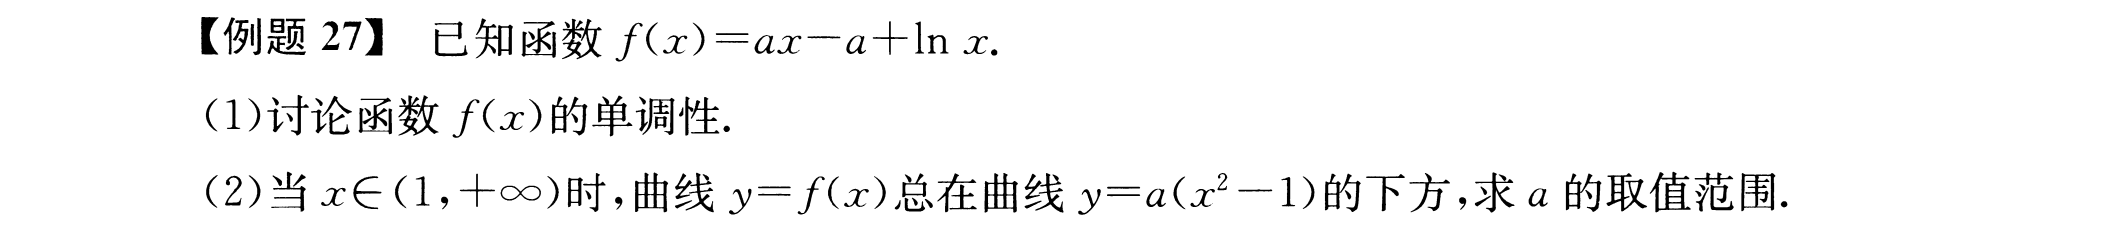 【例题 27】 已知函数 f(x)=ax-a+ln x.
(1)讨论函数 f(x)的单调性.
(2)当 x∈(1,+∞)时,曲线 y=f(x)总在曲线 y=a(x²-1)的下方,求 a 的取值范围.